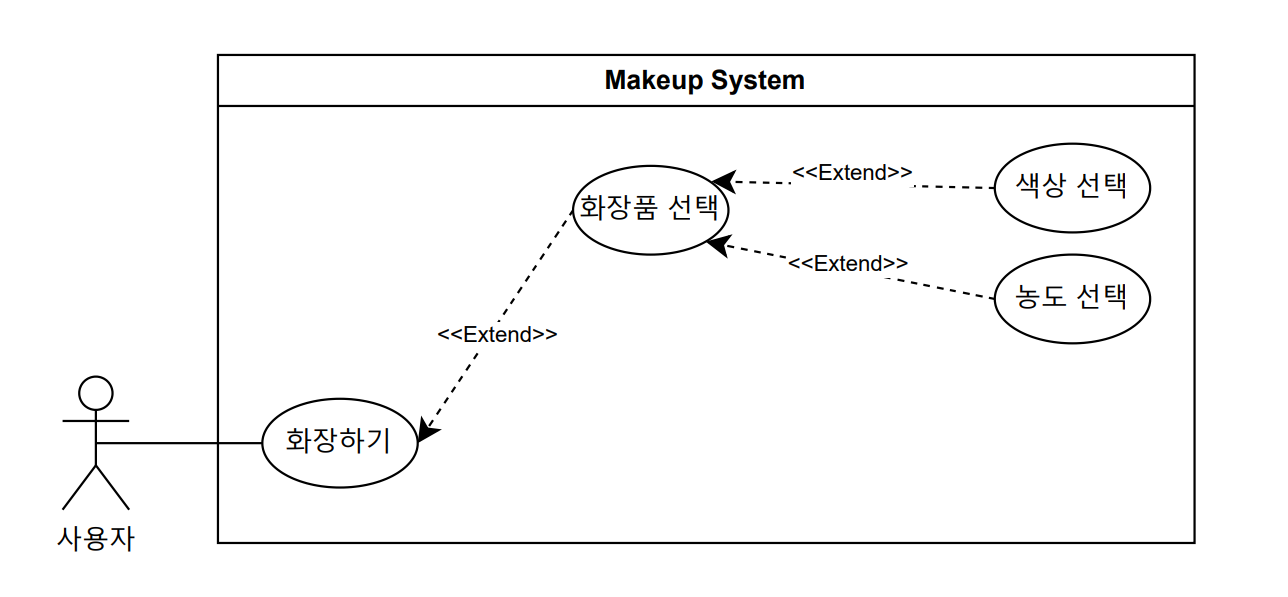 Makeup System
<<Extend>>
색상 선택
화장품 선택
<<Extend>>
농도 선택
<<Extend>>
화장하기
사용자